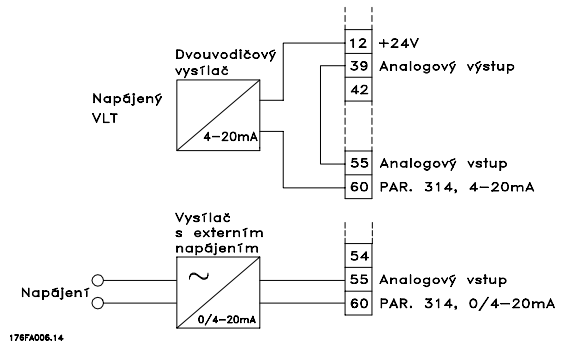 12 +24V
Dvouvodičový
39 Analogový výstup
vysílač
42
Napájený
VLT
4-20mA
55 Analogový vstup
60 PAR. 314, 4-20mA
Vysílač
s externím
napájením
54
~
55 Analogový vstup
Napájení
60 PAR. 314, 0/4-20mA
0/4-20mA
176FA006.14